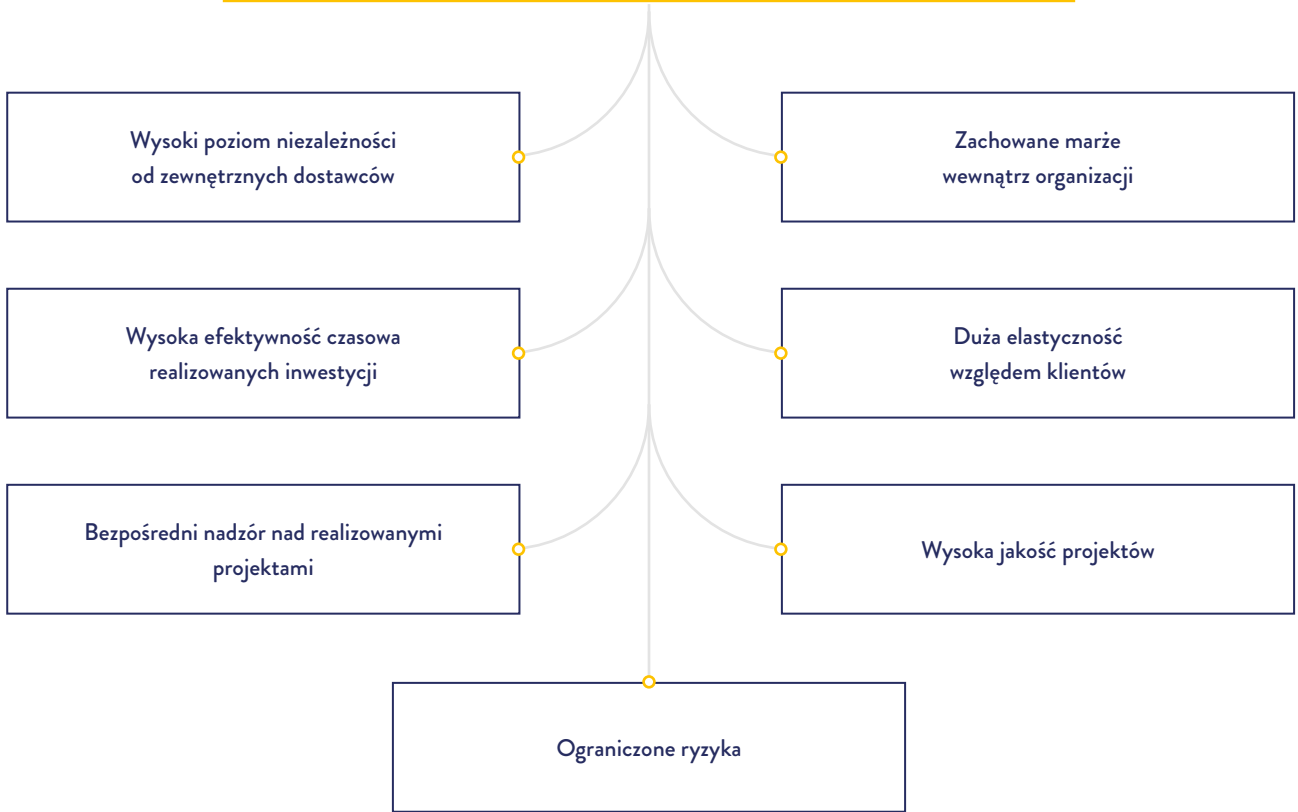 Wysoki poziom niezależności
od zewnętrznych dostawców
Zachowane marże
wewnątrz organizacji
Wysoka efektywność czasowa
realizowanych inwestycji
Duża elastyczność
względem klientów
Bezpośredni nadzór nad realizowanymi
projektami
Wysoka jakość projektów
Ograniczone ryzyka